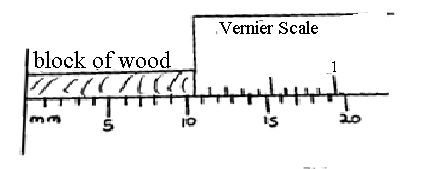 Vernier Scale
block of wood
1
mm 5 10 15 20